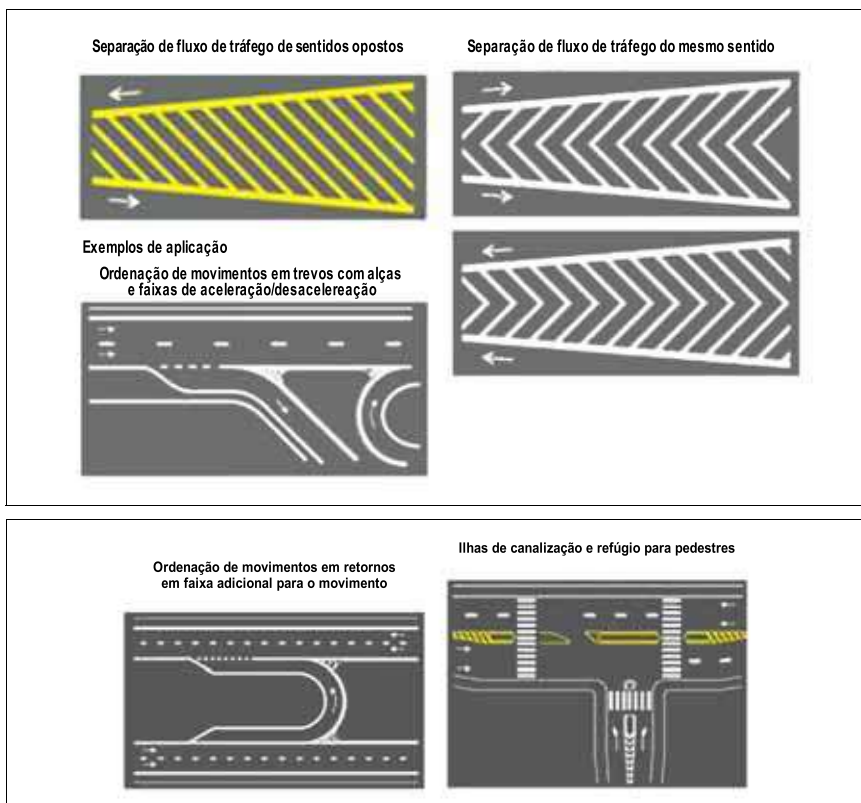 Separação de fluxo de tráfego de sentidos opostos
Separação de fluxo de tráfego do mesmo sentido
Exemplos de aplicação
Ordenação de movimentos em trevos com alças
e faixas de aceleração/desacelereação
Ordenação de movimentos em retornos
em faixa adicional para o movimento
Ilhas de canalização e refúgio para pedestres